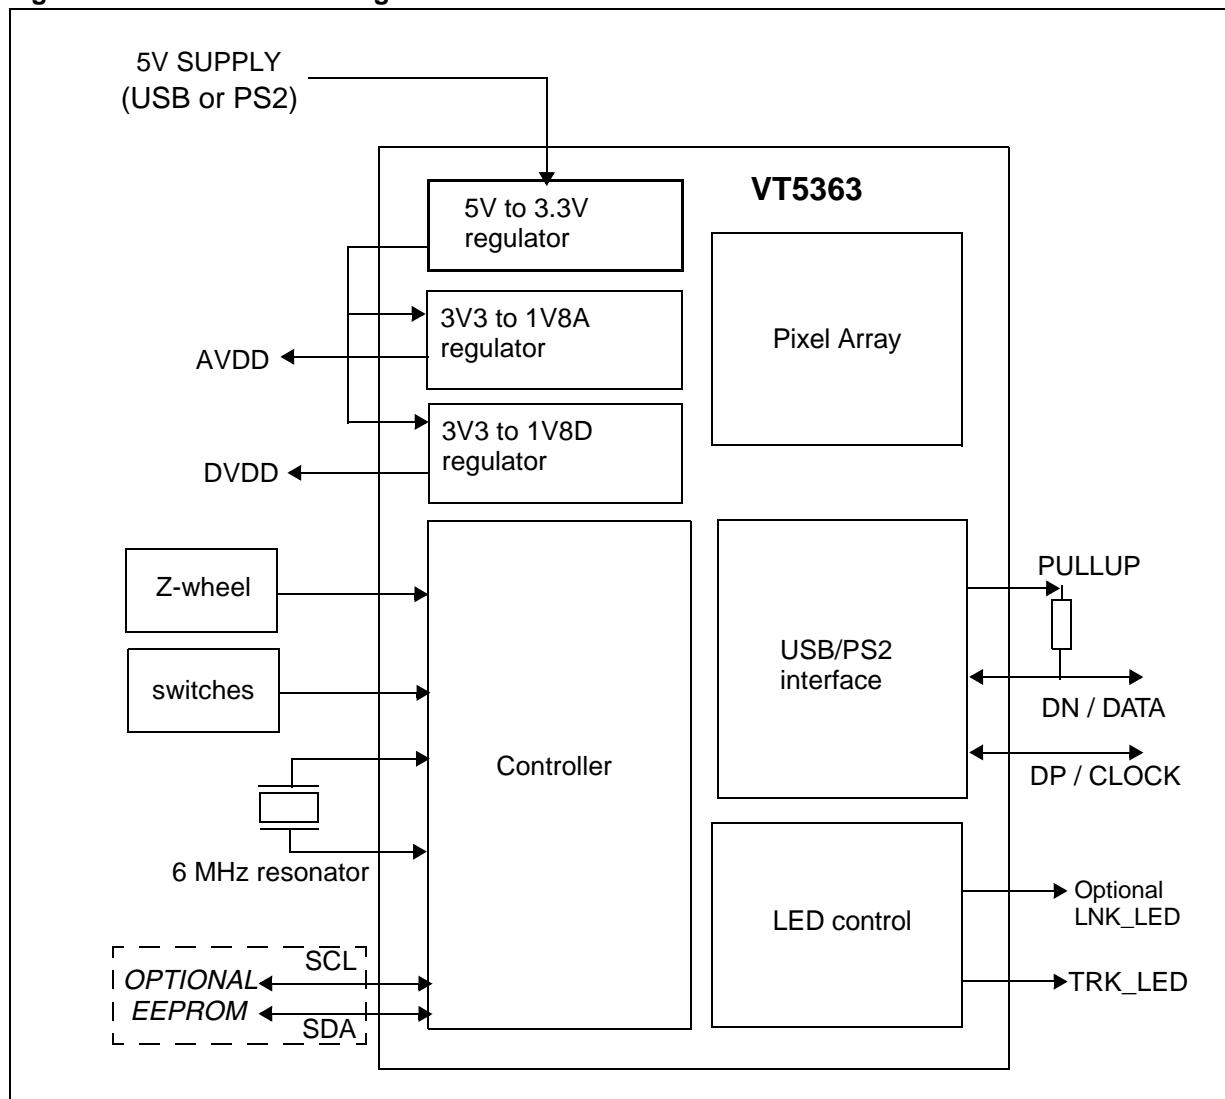 5V SUPPLY
(USB or PS2)
VT5363
5V to 3.3V
regulator
3V3 to 1V8A
regulator
Pixel Array
AVDD
3V3 to 1V8D
regulator
DVDD
Z-wheel
PULLUP
switches
USB/PS2
interface
DN / DATA
Controller
DP / CLOCK
6 MHz resonator
Optional
LNK_LED
LED control
SCL
OPTIONAL
EEPROM
SDA
TRK_LED